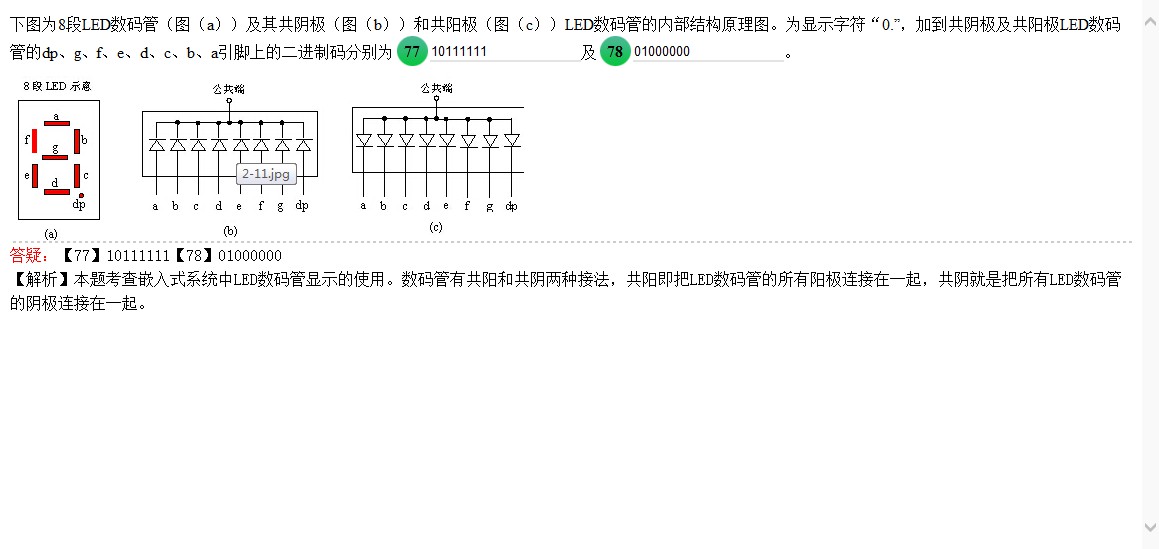 下图为8段LED数码管（图（a））及其共阴极（图（b））和共阳极（图（c））LED数码管的内部结构原理图。为显示字符“0.”，加到共阴极及共阳极LED数码
管的dp、g、f、e、d、c、b、a引脚上的二进制码分别为 77 10111111 及 78 01000000 。
8段LED示意
a
f
b
g
e
c
d
dp
(a)
公共端
2-11.jpg
a b c d e f g dp
(b)
公共端
a b c d e f g dp
(c)
答疑：【77】10111111【78】01000000
【解析】本题考查嵌入式系统中LED数码管显示的使用。数码管有共阳和共阴两种接法，共阳即把LED数码管的所有阳极连接在一起，共阴就是把所有LED数码管
的阴极连接在一起。